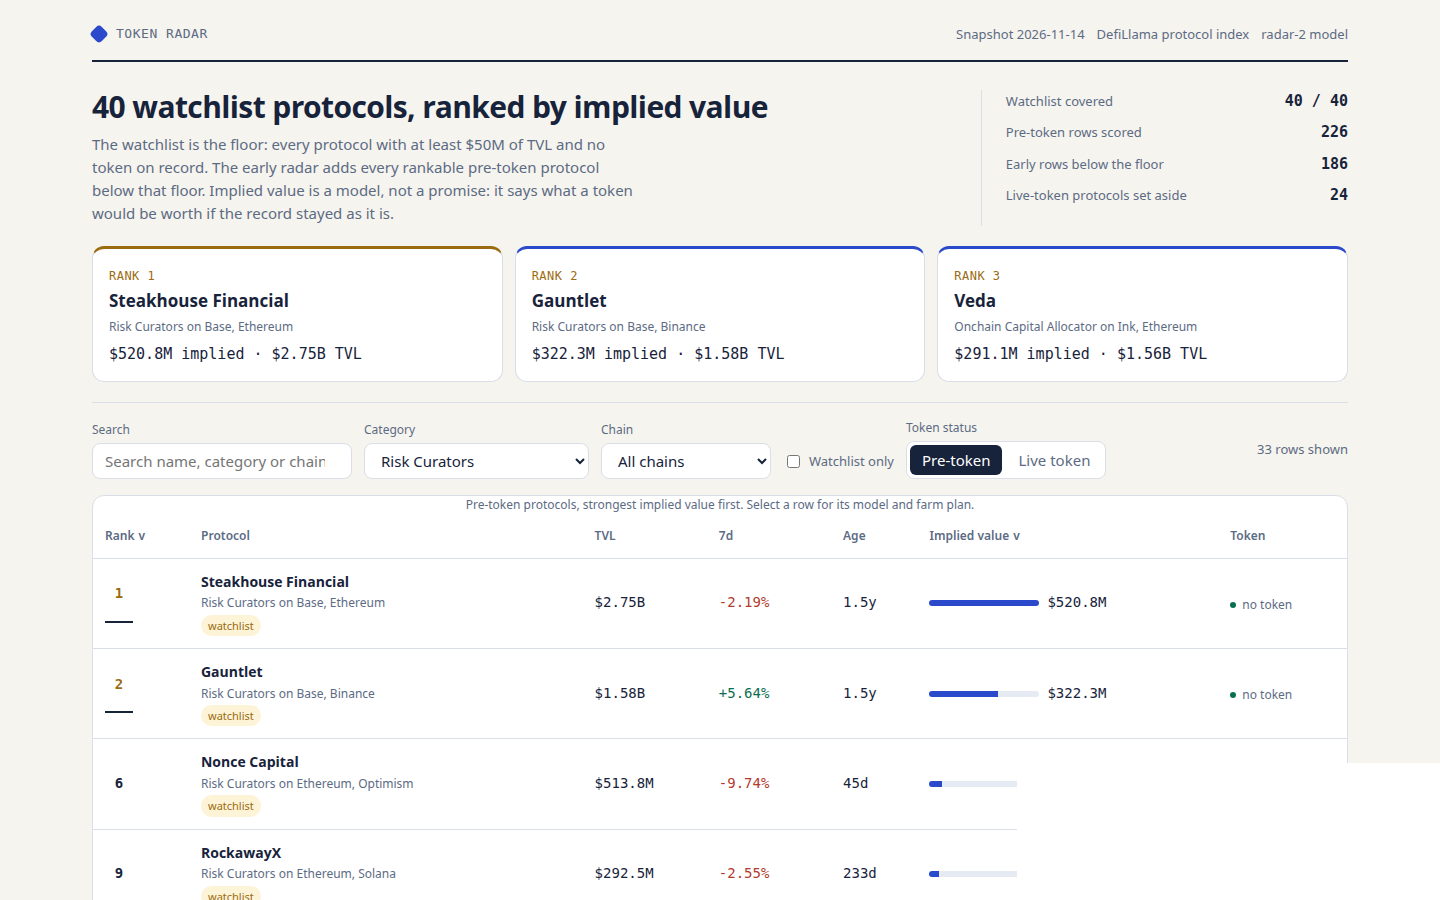 TOKEN RADAR
Snapshot 2026-11-14 DefiLlama protocol index radar-2 model
40 watchlist protocols, ranked by implied value
The watchlist is the floor: every protocol with at least $50M of TVL and no
token on record. The early radar adds every rankable pre-token protocol
below that floor. Implied value is a model, not a promise: it says what a token
would be worth if the record stayed as it is.
Watchlist covered 40 / 40
Pre-token rows scored 226
Early rows below the floor 186
Live-token protocols set aside 24
RANK 1
Steakhouse Financial
Risk Curators on Base, Ethereum
$520.8M implied · $2.75B TVL
RANK 2
Gauntlet
Risk Curators on Base, Binance
$322.3M implied · $1.58B TVL
RANK 3
Veda
Onchain Capital Allocator on Ink, Ethereum
$291.1M implied · $1.56B TVL
Search
Search name, category or chain
Category
Risk Curators
Chain
All chains
Watchlist only
Token status
Pre-token Live token
33 rows shown
Pre-token protocols, strongest implied value first. Select a row for its model and farm plan.
Rank v Protocol TVL 7d Age Implied value v Token
1 Steakhouse Financial
Risk Curators on Base, Ethereum
watchlist
$2.75B -2.19% 1.5y $520.8M no token
2 Gauntlet
Risk Curators on Base, Binance
watchlist
$1.58B +5.64% 1.5y $322.3M no token
6 Nonce Capital
Risk Curators on Ethereum, Optimism
watchlist
$513.8M -9.74% 45d
9 RockawayX
Risk Curators on Ethereum, Solana
watchlist
$292.5M -2.55% 233d